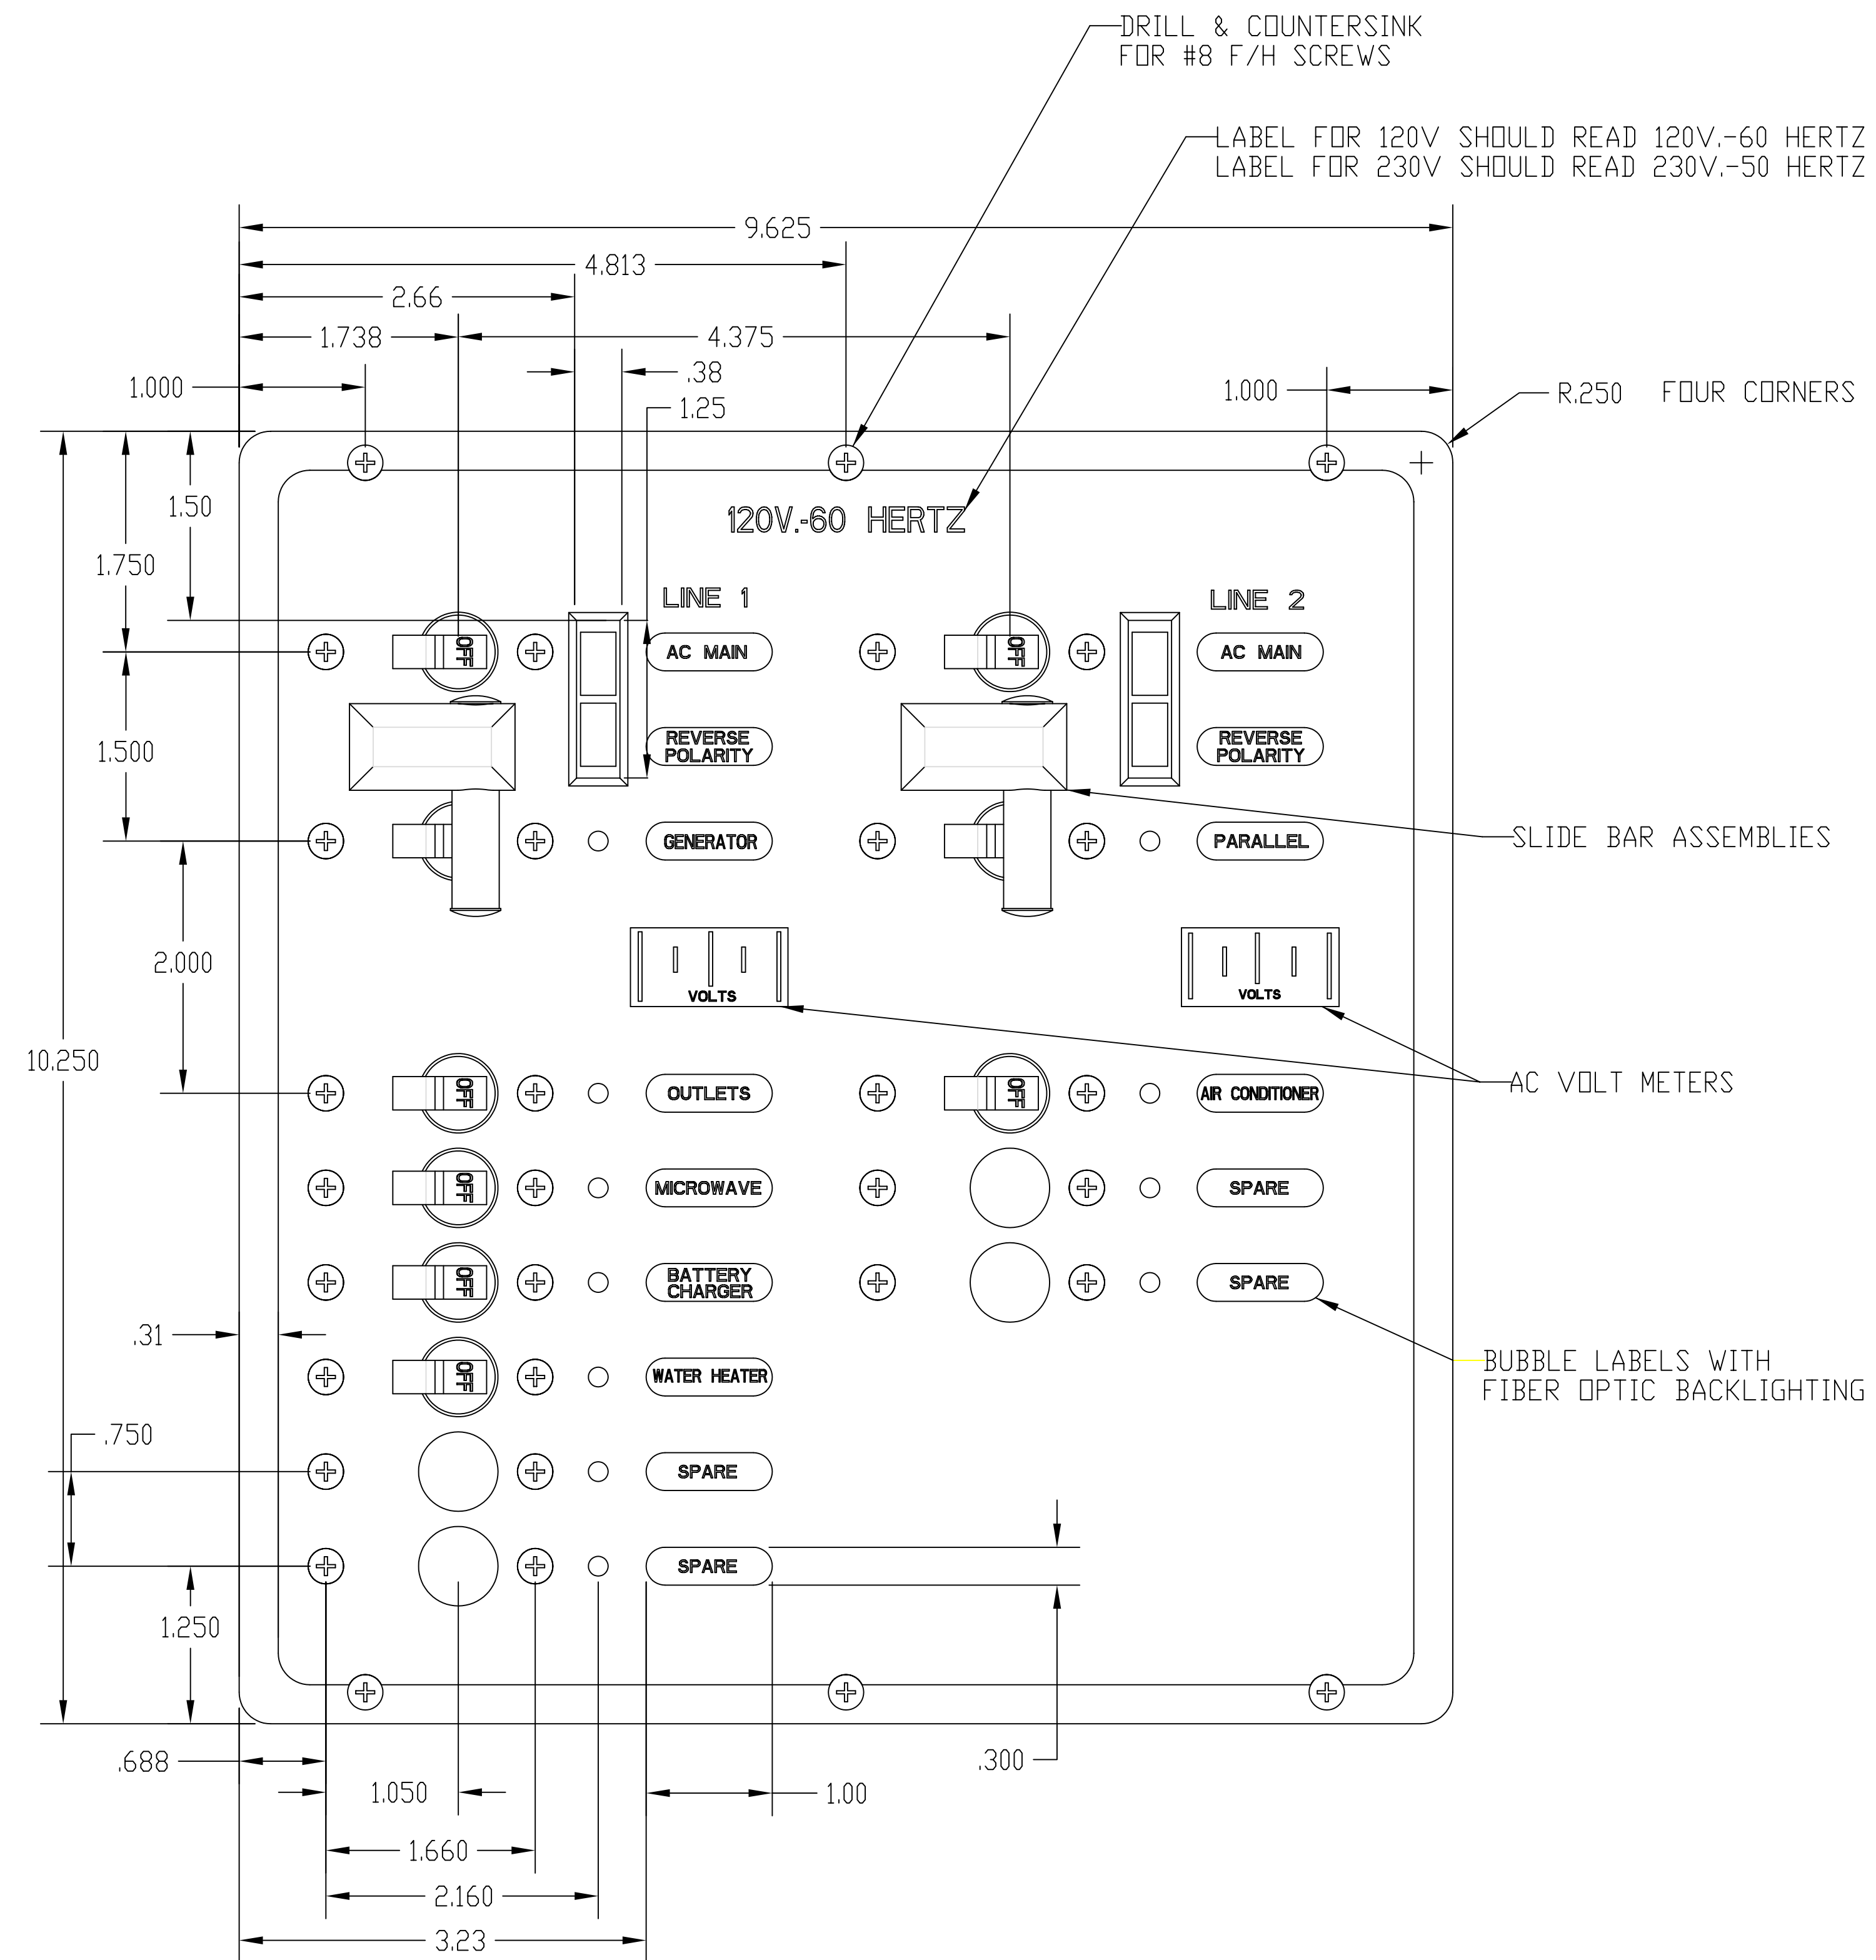 DRILL & COUNTERSINK
FOR #8 F/H SCREWS
LABEL FOR 120V SHOULD READ 120V.-60 HERTZ
LABEL FOR 230V SHOULD READ 230V.-50 HERTZ
9.625
4.813
2.66
1.738
4.375
.38
1.000
1.25
1.000
R.250 FOUR CORNERS
1.50
120V.-60 HERTZ
1.750
LINE 1
LINE 2
OFF
AC MAIN
OFF
AC MAIN
1.500
REVERSE
POLARITY
REVERSE
POLARITY
SLIDE BAR ASSEMBLIES
GENERATOR
PARALLEL
2.000
VOLTS
VOLTS
10.250
AC VOLT METERS
OFF
OUTLETS
OFF
AIR CONDITIONER
OFF
MICROWAVE
SPARE
OFF
BATTERY
CHARGER
SPARE
.31
BUBBLE LABELS WITH
FIBER OPTIC BACKLIGHTING
OFF
WATER HEATER
.750
SPARE
SPARE
1.250
.688
.300
1.050
1.00
1.660
2.160
3.23